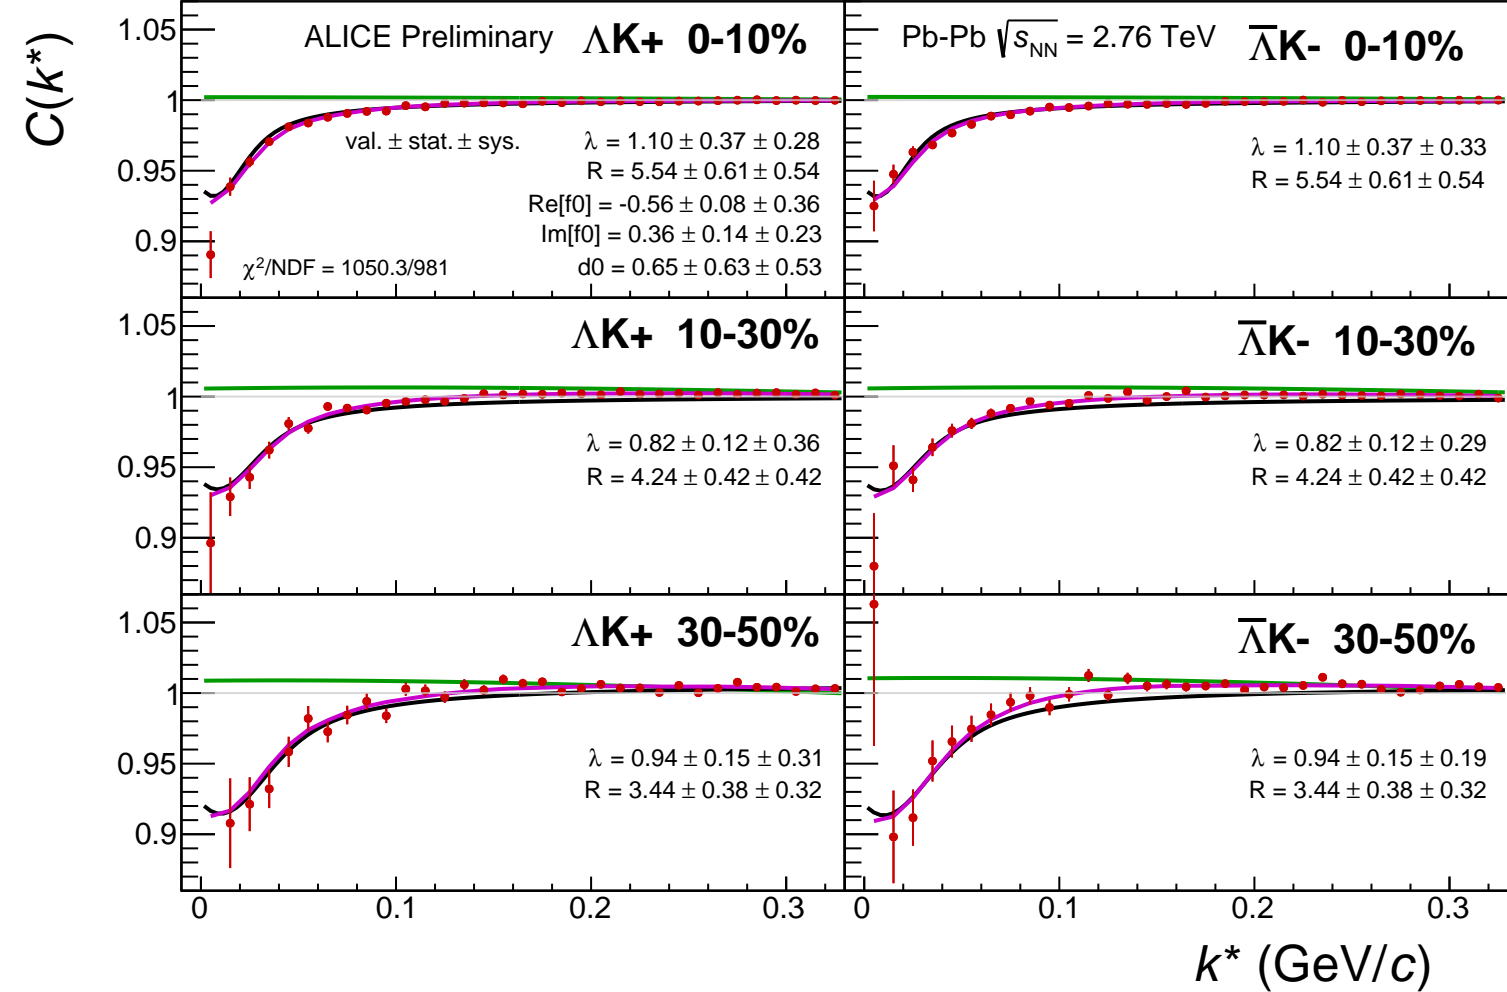 C(k*)
ALICE Preliminary ΛK+ 0-10%
val. ± stat. ± sys.
λ = 1.10 ± 0.37 ± 0.28
R = 5.54 ± 0.61 ± 0.54
Re[f0] = -0.56 ± 0.08 ± 0.36
Im[f0] = 0.36 ± 0.14 ± 0.23
d0 = 0.65 ± 0.63 ± 0.53
χ²/NDF = 1050.3/981
1.05
1
0.95
0.9
Pb-Pb √sNN = 2.76 TeV Λ̅K- 0-10%
λ = 1.10 ± 0.37 ± 0.33
R = 5.54 ± 0.61 ± 0.54
ΛK+ 10-30%
λ = 0.82 ± 0.12 ± 0.36
R = 4.24 ± 0.42 ± 0.42
1.05
1
0.95
0.9
Λ̅K- 10-30%
λ = 0.82 ± 0.12 ± 0.29
R = 4.24 ± 0.42 ± 0.42
ΛK+ 30-50%
λ = 0.94 ± 0.15 ± 0.31
R = 3.44 ± 0.38 ± 0.32
1.05
1
0.95
0.9
Λ̅K- 30-50%
λ = 0.94 ± 0.15 ± 0.19
R = 3.44 ± 0.38 ± 0.32
0 0.1 0.2 0.3
0 0.1 0.2 0.3
k* (GeV/c)